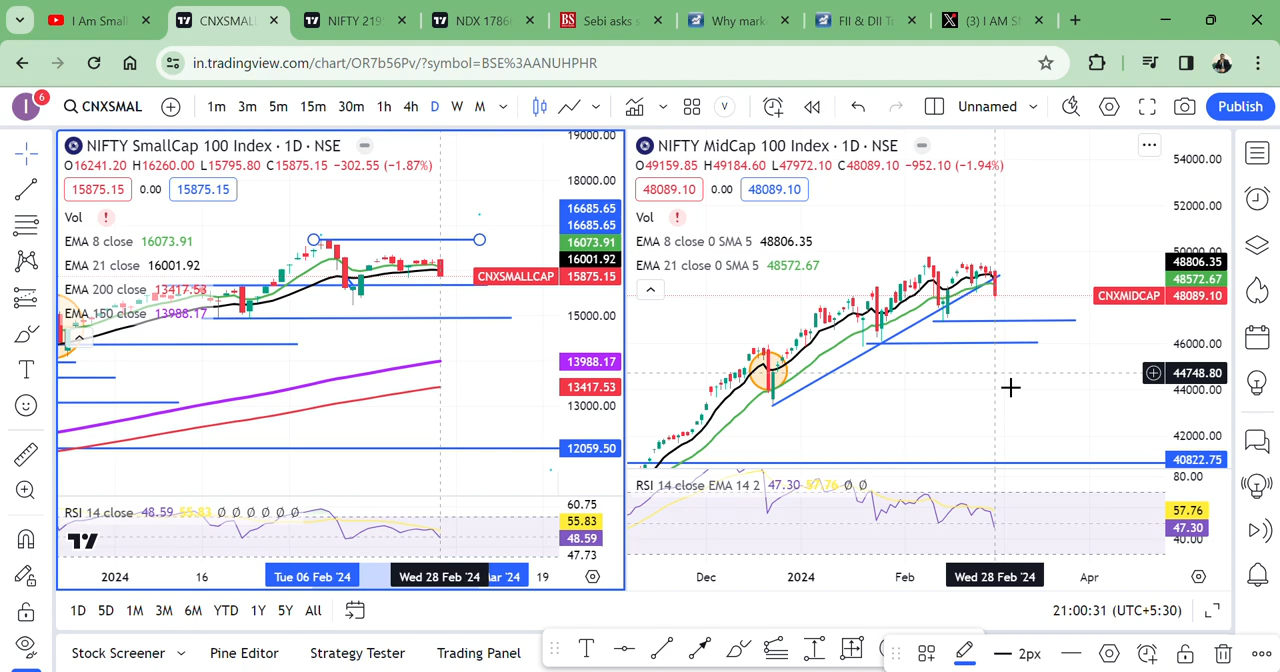 I Am Small
CNXSMAL
NIFTY 219
NDX 1786
BS
Sebi asks s
Why mark
FII & DII T
(3) I AM S
in.tradingview.com/chart/OR7b56Pv/?symbol=BSE%3AANUHPHR
I
6
CNXSMAL
1m 3m 5m 15m 30m 1h 4h D W M
V
Unnamed
Publish
NIFTY SmallCap 100 Index · 1D · NSE
O16241.20 H16260.00 L15795.80 C15875.15 −302.55 (−1.87%)
15875.15 0.00 15875.15
Vol !
EMA 8 close 16073.91
EMA 21 close 16001.92
EMA 200 close 13417.53
EMA 150 close 13988.17
19000.00
18000.00
16685.65
16685.65
16073.91
16001.92
CNXSMALLCAP 15875.15
15000.00
13988.17
13417.53
13000.00
12059.50
RSI 14 close 48.59 55.83 Ø Ø Ø Ø Ø Ø
60.75
55.83
48.59
47.73
2024 16 Tue 06 Feb '24 Wed 28 Feb '24 ar '24 19
NIFTY MidCap 100 Index · 1D · NSE
O49159.85 H49184.60 L47972.10 C48089.10 −952.10 (−1.94%)
48089.10 0.00 48089.10
Vol !
EMA 8 close 0 SMA 5 48806.35
EMA 21 close 0 SMA 5 48572.67
54000.00
52000.00
50000.00
48806.35
48572.67
CNXMIDCAP 48089.10
46000.00
44748.80
44000.00
42000.00
40822.75
RSI 14 close EMA 14 2 47.30 57.76 Ø Ø
80.00
57.76
47.30
40.00
Dec 2024 Feb Wed 28 Feb '24 Apr
1D 5D 1M 3M 6M YTD 1Y 5Y All
21:00:31 (UTC+5:30)
Stock Screener Pine Editor Strategy Tester Trading Panel
T
2px